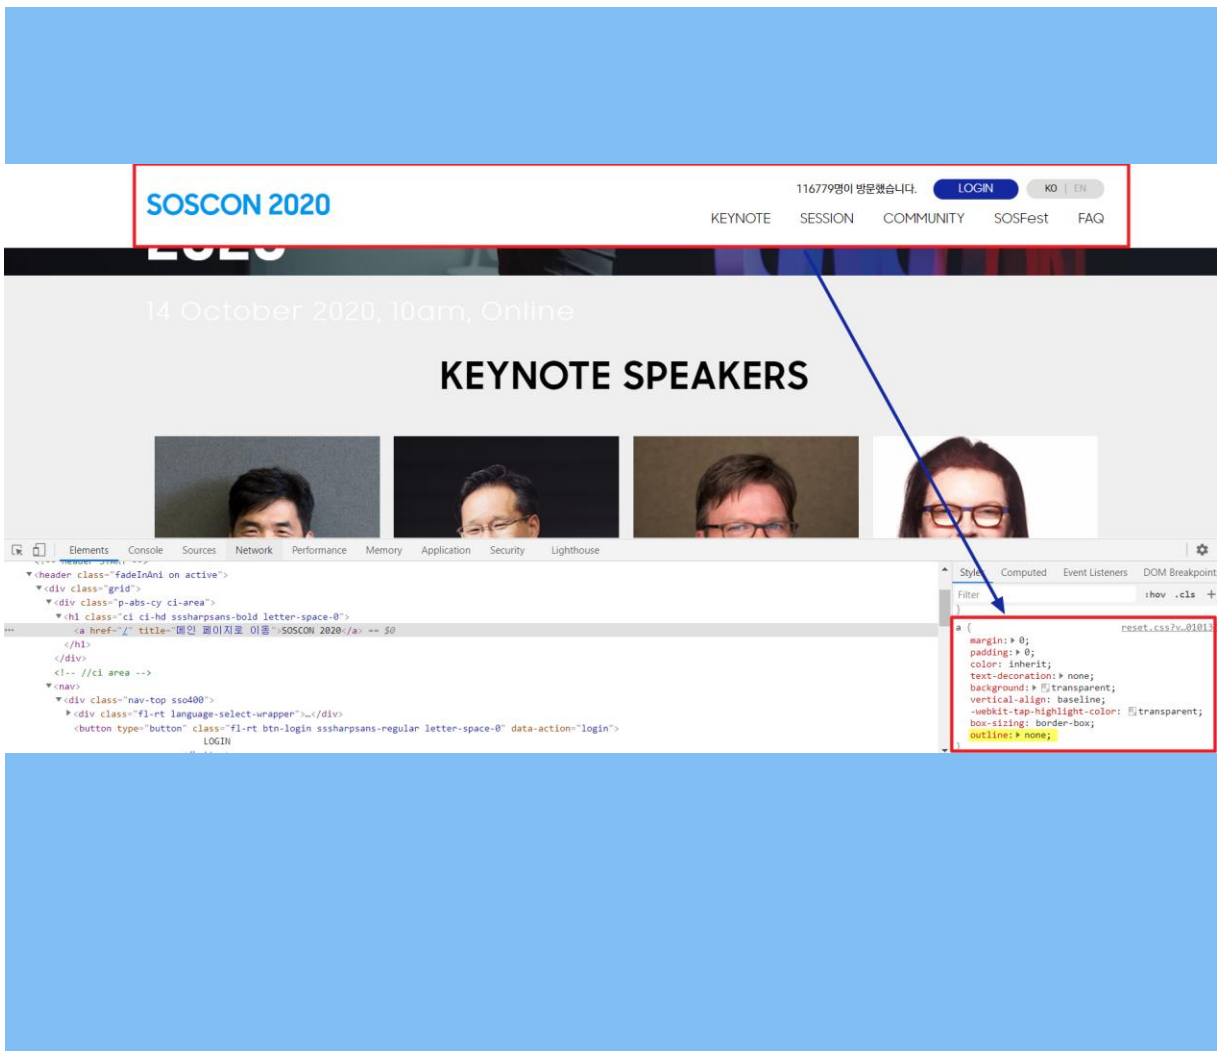 SOSCON 2020
116779명이 방문했습니다. LOGIN KO | EN
KEYNOTE SESSION COMMUNITY SOSFest FAQ
2020
14 October 2020, 10am, Online
KEYNOTE SPEAKERS
Elements Console Sources Network Performance Memory Application Security Lighthouse
<!-- header START -->
▼<header class="fadeInAni on active">
▼<div class="grid">
▼<div class="p-abs-cy ci-area">
▼<h1 class="ci ci-hd sssharpsans-bold letter-space-0">
... <a href="/" title="메인 페이지로 이동">SOSCON 2020</a> == $0
</h1>
</div>
<!-- //ci area -->
▼<nav>
▼<div class="nav-top sso400">
▶<div class="fl-rt language-select-wrapper">…</div>
<button type="button" class="fl-rt btn-login sssharpsans-regular letter-space-0" data-action="login">
LOGIN
Styles Computed Event Listeners DOM Breakpoint
Filter :hov .cls +
}
a { reset.css?v…01013
margin:▶ 0;
padding:▶ 0;
color: inherit;
text-decoration:▶ none;
background:▶ transparent;
vertical-align: baseline;
-webkit-tap-highlight-color: transparent;
box-sizing: border-box;
outline:▶ none;
}